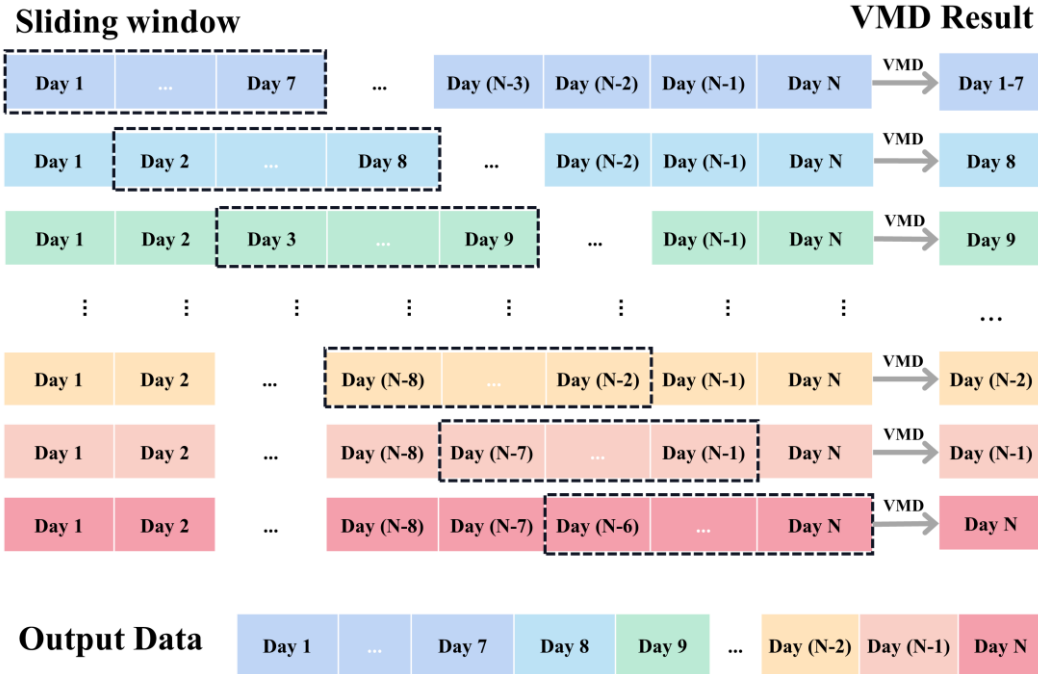 Sliding window VMD Result
Day 1 ... Day 7 ... Day (N-3) Day (N-2) Day (N-1) Day N VMD Day 1-7
Day 1 Day 2 ... Day 8 ... Day (N-2) Day (N-1) Day N VMD Day 8
Day 1 Day 2 Day 3 ... Day 9 ... Day (N-1) Day N VMD Day 9
⋮ ⋮ ⋮ ⋮ ⋮ ⋮ ⋮ ⋮ ...
Day 1 Day 2 ... Day (N-8) ... Day (N-2) Day (N-1) Day N VMD Day (N-2)
Day 1 Day 2 ... Day (N-8) Day (N-7) ... Day (N-1) Day N VMD Day (N-1)
Day 1 Day 2 ... Day (N-8) Day (N-7) Day (N-6) ... Day N VMD Day N
Output Data Day 1 ... Day 7 Day 8 Day 9 ... Day (N-2) Day (N-1) Day N